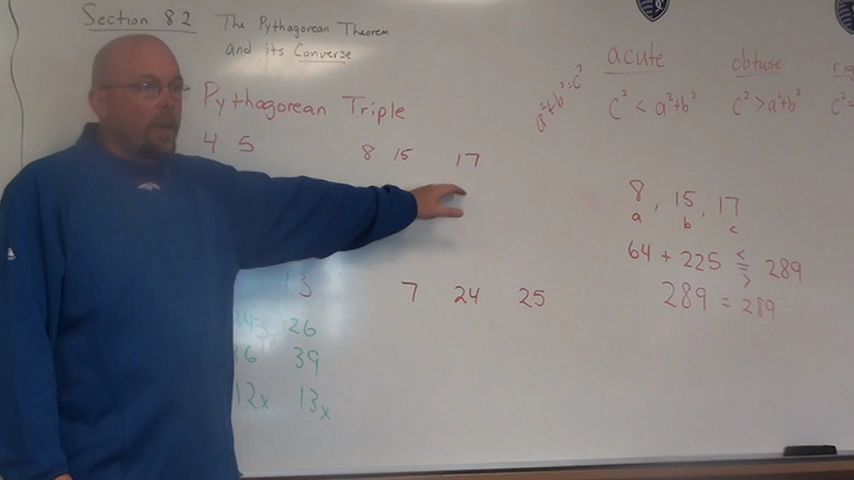 Section 8.2 The Pythagorean Theorem
and its Converse
Pythagorean Triple
4 5
8 15 17
13
26
36 39
12x 13x
7 24 25
a²+b²=c²
acute
c² < a²+b²
obtuse
c² > a²+b²
c²=
8, 15, 17
a b c
64 + 225 < = > 289
289 = 289